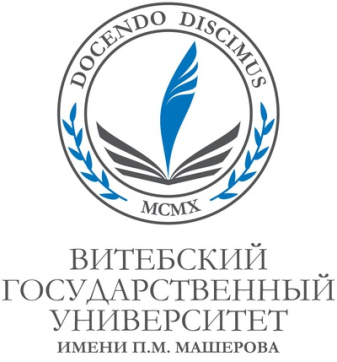 DOCENDO DISCIMUS
MCMX
ВИТЕБСКИЙ
ГОСУДАРСТВЕННЫЙ
УНИВЕРСИТЕТ
ИМЕНИ П.М. МАШЕРОВА